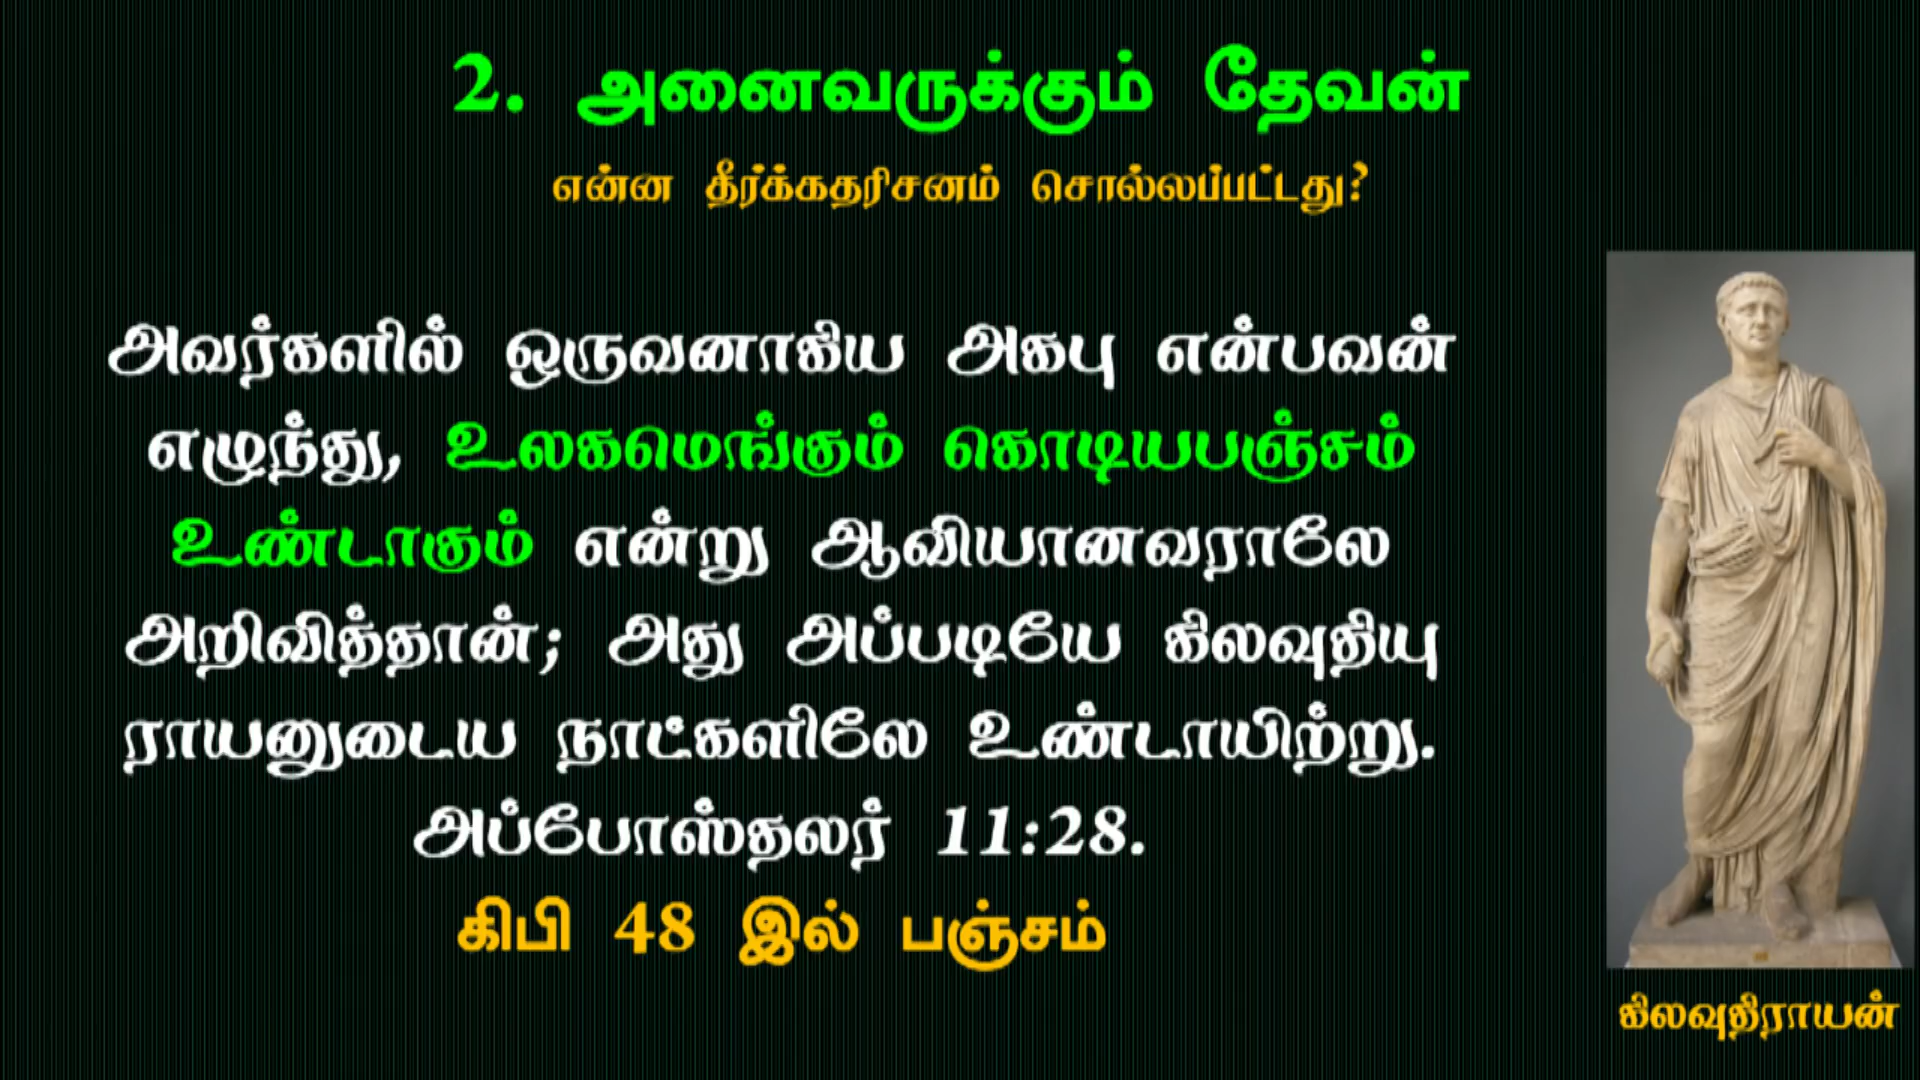 2. அனைவருக்கும் தேவன்
என்ன தீர்க்கதரிசனம் சொல்லப்பட்டது?
அவர்களில் ஒருவனாகிய அகபு என்பவன்
எழுந்து, உலகமெங்கும் கொடியபஞ்சம்
உண்டாகும் என்று ஆவியானவராலே
அறிவித்தான்; அது அப்படியே கிலவுதியு
ராயனுடைய நாட்களிலே உண்டாயிற்று.
அப்போஸ்தலர் 11:28.
கிபி 48 இல் பஞ்சம்
கிலவுதிராயன்